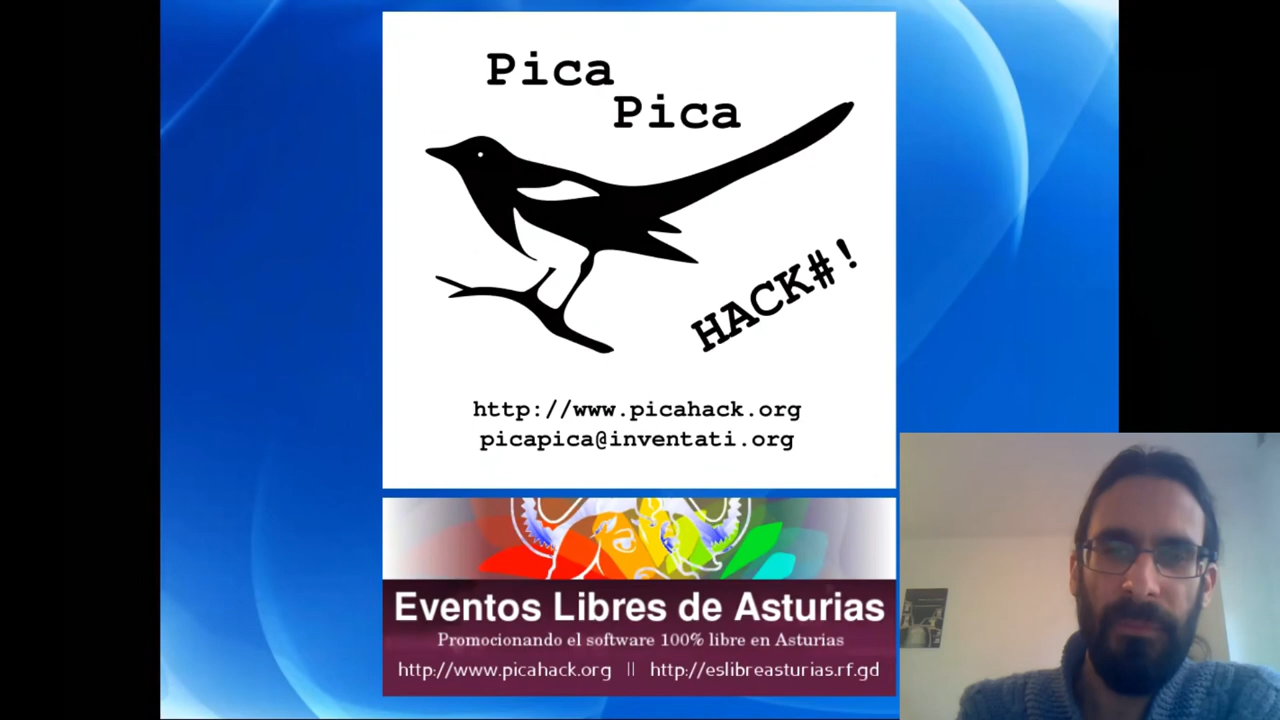 Pica
Pica
HACK#!
http://www.picahack.org
picapica@inventati.org
Eventos Libres de Asturias
Promocionando el software 100% libre en Asturias
http://www.picahack.org || http://eslibreasturias.rf.gd